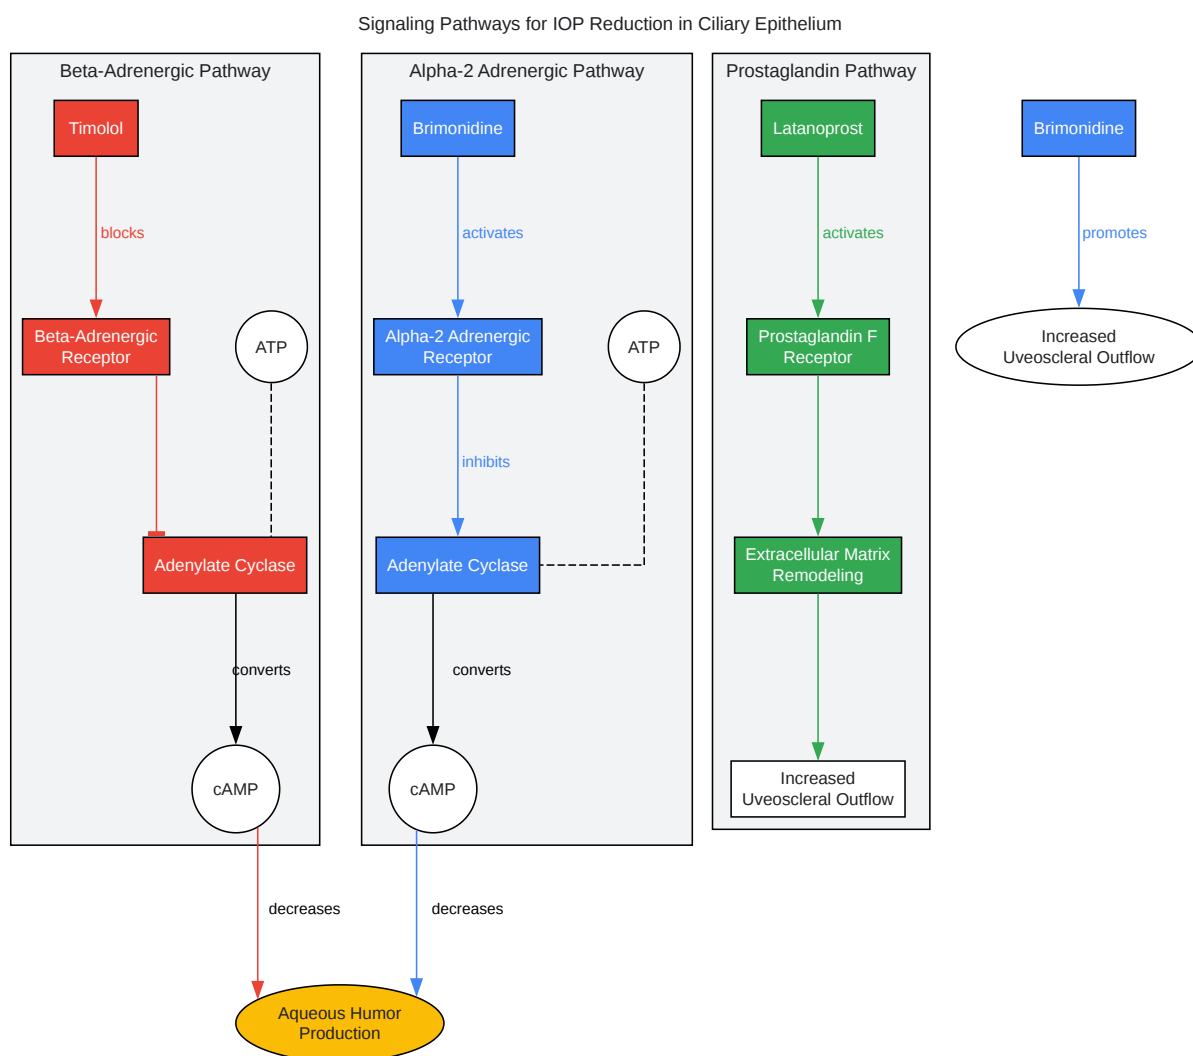 Signaling Pathways for IOP Reduction in Ciliary Epithelium
Beta-Adrenergic Pathway
Timolol
blocks
Beta-Adrenergic
Receptor
ATP
Adenylate Cyclase
converts
cAMP
decreases
Alpha-2 Adrenergic Pathway
Brimonidine
activates
Alpha-2 Adrenergic
Receptor
ATP
inhibits
Adenylate Cyclase
converts
cAMP
decreases
Aqueous Humor
Production
Prostaglandin Pathway
Latanoprost
activates
Prostaglandin F
Receptor
Extracellular Matrix
Remodeling
Increased
Uveoscleral Outflow
Brimonidine
promotes
Increased
Uveoscleral Outflow